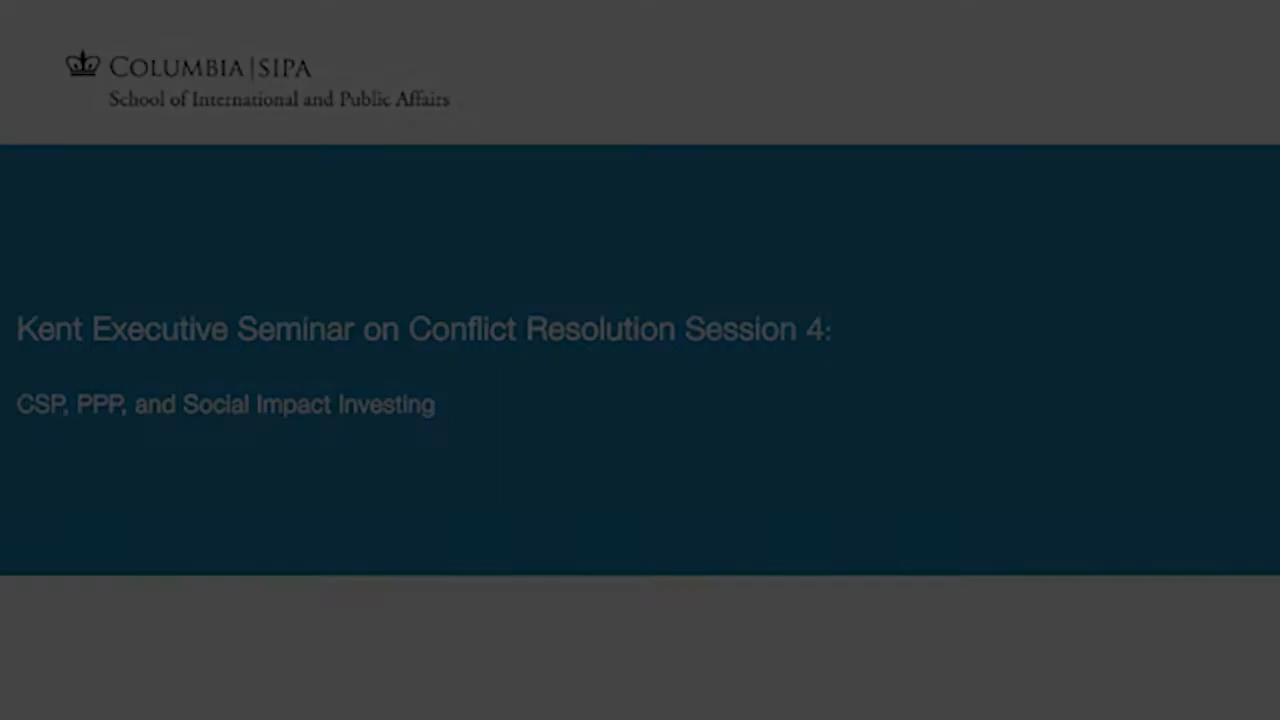 COLUMBIA | SIPA
School of International and Public Affairs
Kent Executive Seminar on Conflict Resolution Session 4:
CSP, PPP, and Social Impact Investing